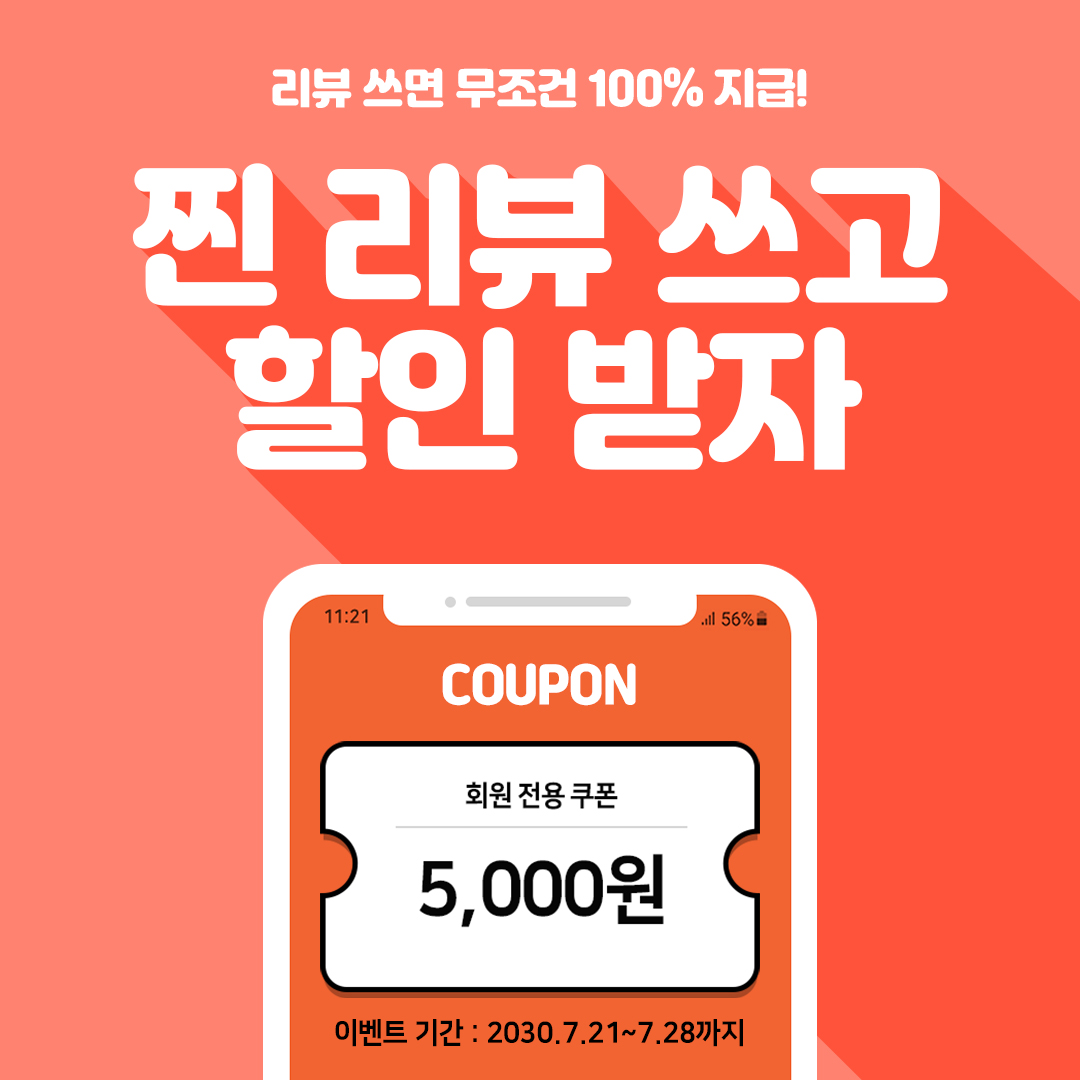 리뷰 쓰면 무조건 100% 지급!
찐 리뷰 쓰고
할인 받자
11:21 56%
COUPON
회원 전용 쿠폰
5,000원
이벤트 기간 : 2030.7.21~7.28까지